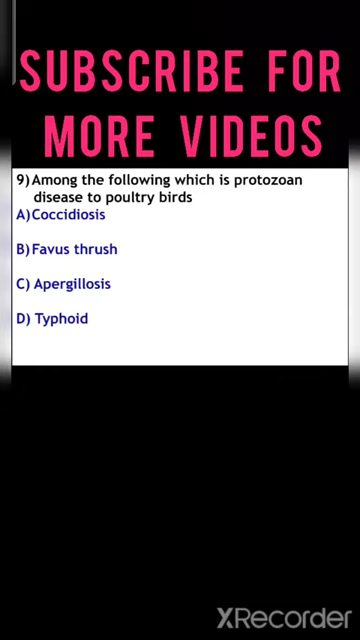 SUBSCRIBE FOR
MORE VIDEOS
9) Among the following which is protozoan
disease to poultry birds
A) Coccidiosis
B) Favus thrush
C) Apergillosis
D) Typhoid
XRecorder